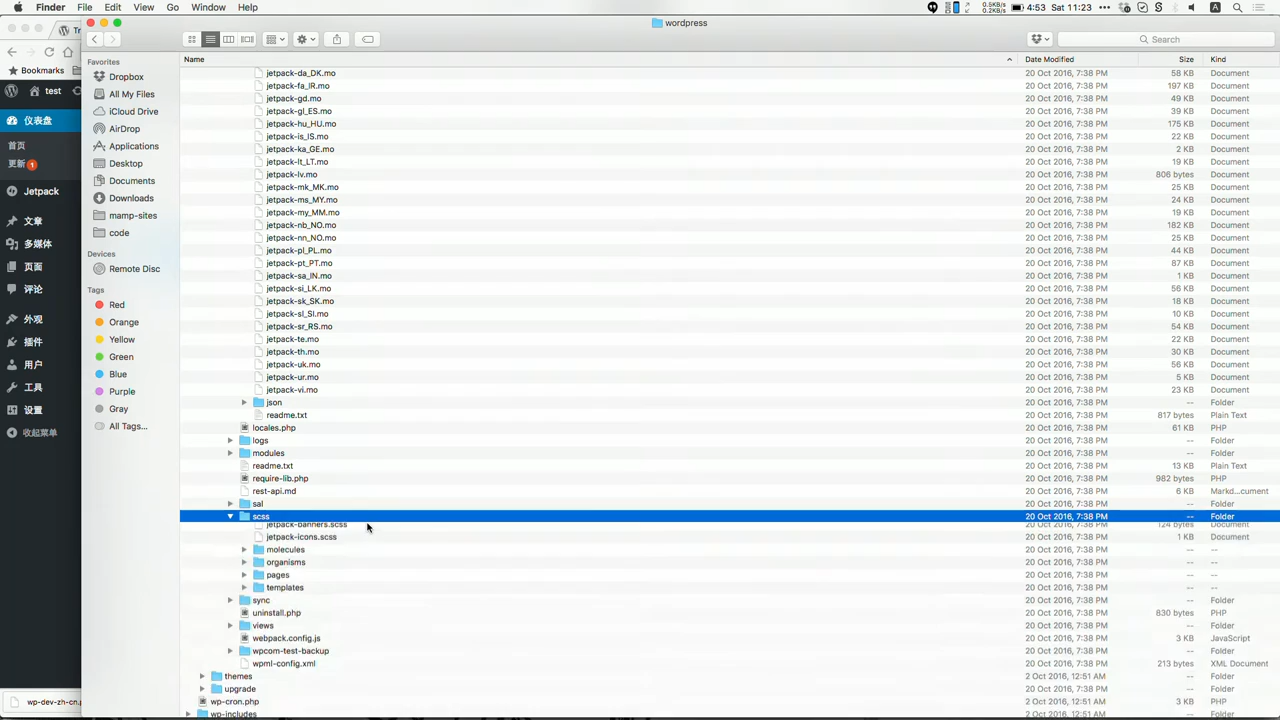 Finder File Edit View Go Window Help
0.5KB/s
0.2KB/s
4:53 Sat 11:23
A
wordpress
Tr
Search
Bookmarks
test
仪表盘
首页
更新 1
Jetpack
文章
多媒体
页面
评论
外观
插件
用户
工具
设置
收起菜单
wp-dev-zh-cn.p
Favorites
Dropbox
All My Files
iCloud Drive
AirDrop
Applications
Desktop
Documents
Downloads
mamp-sites
code
Devices
Remote Disc
Tags
Red
Orange
Yellow
Green
Blue
Purple
Gray
All Tags...
Name Date Modified Size Kind
jetpack-da_DK.mo 20 Oct 2016, 7:38 PM 58 KB Document
jetpack-fa_IR.mo 20 Oct 2016, 7:38 PM 197 KB Document
jetpack-gd.mo 20 Oct 2016, 7:38 PM 94 KB Document
jetpack-gl_ES.mo 20 Oct 2016, 7:38 PM 39 KB Document
jetpack-hu_HU.mo 20 Oct 2016, 7:38 PM 175 KB Document
jetpack-is_IS.mo 20 Oct 2016, 7:38 PM 22 KB Document
jetpack-ka_GE.mo 20 Oct 2016, 7:38 PM 2 KB Document
jetpack-lt_LT.mo 20 Oct 2016, 7:38 PM 19 KB Document
jetpack-lv.mo 20 Oct 2016, 7:38 PM 806 bytes Document
jetpack-mk_MK.mo 20 Oct 2016, 7:38 PM 25 KB Document
jetpack-ms_MY.mo 20 Oct 2016, 7:38 PM 24 KB Document
jetpack-my_MM.mo 20 Oct 2016, 7:38 PM 19 KB Document
jetpack-nb_NO.mo 20 Oct 2016, 7:38 PM 182 KB Document
jetpack-nn_NO.mo 20 Oct 2016, 7:38 PM 25 KB Document
jetpack-pl_PL.mo 20 Oct 2016, 7:38 PM 44 KB Document
jetpack-pt_PT.mo 20 Oct 2016, 7:38 PM 87 KB Document
jetpack-sa_IN.mo 20 Oct 2016, 7:38 PM 1 KB Document
jetpack-si_LK.mo 20 Oct 2016, 7:38 PM 56 KB Document
jetpack-sk_SK.mo 20 Oct 2016, 7:38 PM 18 KB Document
jetpack-sl_SI.mo 20 Oct 2016, 7:38 PM 10 KB Document
jetpack-sr_RS.mo 20 Oct 2016, 7:38 PM 54 KB Document
jetpack-te.mo 20 Oct 2016, 7:38 PM 22 KB Document
jetpack-th.mo 20 Oct 2016, 7:38 PM 30 KB Document
jetpack-uk.mo 20 Oct 2016, 7:38 PM 56 KB Document
jetpack-ur.mo 20 Oct 2016, 7:38 PM 5 KB Document
jetpack-vi.mo 20 Oct 2016, 7:38 PM 23 KB Document
json 20 Oct 2016, 7:38 PM -- Folder
readme.txt 20 Oct 2016, 7:38 PM 817 bytes Plain Text
locales.php 20 Oct 2016, 7:38 PM 61 KB PHP
logs 20 Oct 2016, 7:38 PM -- Folder
modules 20 Oct 2016, 7:38 PM -- Folder
readme.txt 20 Oct 2016, 7:38 PM 13 KB Plain Text
require-lib.php 20 Oct 2016, 7:38 PM 982 bytes PHP
rest-api.md 20 Oct 2016, 7:38 PM 6 KB Markd...cument
sal 20 Oct 2016, 7:38 PM -- Folder
scss 20 Oct 2016, 7:38 PM -- Folder
jetpack-banners.scss 20 Oct 2016, 7:38 PM 124 bytes Document
jetpack-icons.scss 20 Oct 2016, 7:38 PM 1 KB Document
molecules 20 Oct 2016, 7:38 PM -- --
organisms 20 Oct 2016, 7:38 PM -- --
pages 20 Oct 2016, 7:38 PM -- --
templates 20 Oct 2016, 7:38 PM -- --
sync 20 Oct 2016, 7:38 PM -- Folder
uninstall.php 20 Oct 2016, 7:38 PM 830 bytes PHP
views 20 Oct 2016, 7:38 PM -- Folder
webpack.config.js 20 Oct 2016, 7:38 PM 3 KB JavaScript
wpcom-test-backup 20 Oct 2016, 7:38 PM -- Folder
wpml-config.xml 20 Oct 2016, 7:38 PM 213 bytes XML Document
themes 2 Oct 2016, 12:51 AM -- Folder
upgrade 20 Oct 2016, 7:38 PM -- Folder
wp-cron.php 2 Oct 2016, 12:51 AM 3 KB PHP
wp-includes 2 Oct 2016, 12:51 AM -- Folder